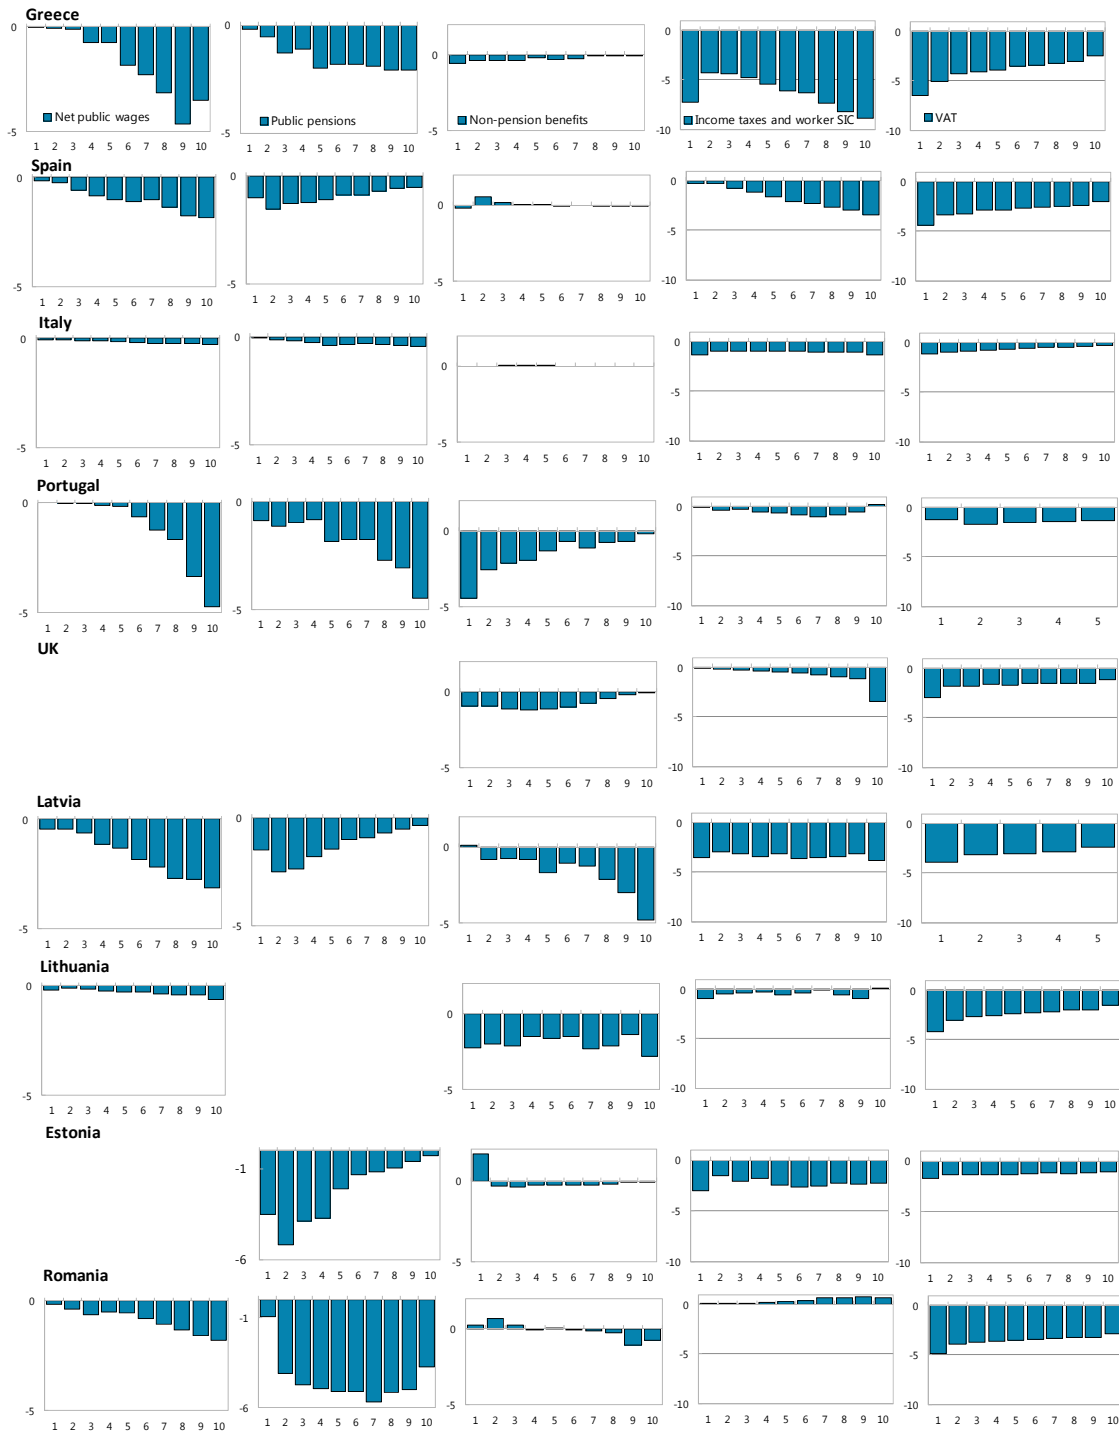 Greece
0
-5
Net public wages
1 2 3 4 5 6 7 8 9 10
0
-5
Public pensions
1 2 3 4 5 6 7 8 9 10
0
-5
Non-pension benefits
1 2 3 4 5 6 7 8 9 10
0
-5
-10
Income taxes and worker SIC
1 2 3 4 5 6 7 8 9 10
0
-5
-10
VAT
1 2 3 4 5 6 7 8 9 10
Spain
0
-5
1 2 3 4 5 6 7 8 9 10
0
-5
1 2 3 4 5 6 7 8 9 10
0
-5
1 2 3 4 5 6 7 8 9 10
0
-5
-10
1 2 3 4 5 6 7 8 9 10
0
-5
-10
1 2 3 4 5 6 7 8 9 10
Italy
0
-5
1 2 3 4 5 6 7 8 9 10
0
-5
1 2 3 4 5 6 7 8 9 10
0
-5
1 2 3 4 5 6 7 8 9 10
0
-5
-10
1 2 3 4 5 6 7 8 9 10
0
-5
-10
1 2 3 4 5 6 7 8 9 10
Portugal
0
-5
1 2 3 4 5 6 7 8 9 10
0
-5
1 2 3 4 5 6 7 8 9 10
0
-5
1 2 3 4 5 6 7 8 9 10
0
-5
-10
1 2 3 4 5 6 7 8 9 10
0
-5
-10
1 2 3 4 5
UK
0
-5
1 2 3 4 5 6 7 8 9 10
0
-5
-10
1 2 3 4 5 6 7 8 9 10
0
-5
-10
1 2 3 4 5 6 7 8 9 10
Latvia
0
-5
1 2 3 4 5 6 7 8 9 10
0
-5
1 2 3 4 5 6 7 8 9 10
0
-5
1 2 3 4 5 6 7 8 9 10
0
-5
-10
1 2 3 4 5 6 7 8 9 10
0
-5
-10
1 2 3 4 5
Lithuania
0
-5
1 2 3 4 5 6 7 8 9 10
0
-5
1 2 3 4 5 6 7 8 9 10
0
-5
-10
1 2 3 4 5 6 7 8 9 10
0
-5
-10
1 2 3 4 5 6 7 8 9 10
Estonia
-1
-6
1 2 3 4 5 6 7 8 9 10
0
-5
1 2 3 4 5 6 7 8 9 10
0
-5
-10
1 2 3 4 5 6 7 8 9 10
0
-5
-10
1 2 3 4 5 6 7 8 9 10
Romania
0
-5
1 2 3 4 5 6 7 8 9 10
-1
-6
1 2 3 4 5 6 7 8 9 10
0
-5
1 2 3 4 5 6 7 8 9 10
0
-5
-10
1 2 3 4 5 6 7 8 9 10
0
-5
-10
1 2 3 4 5 6 7 8 9 10